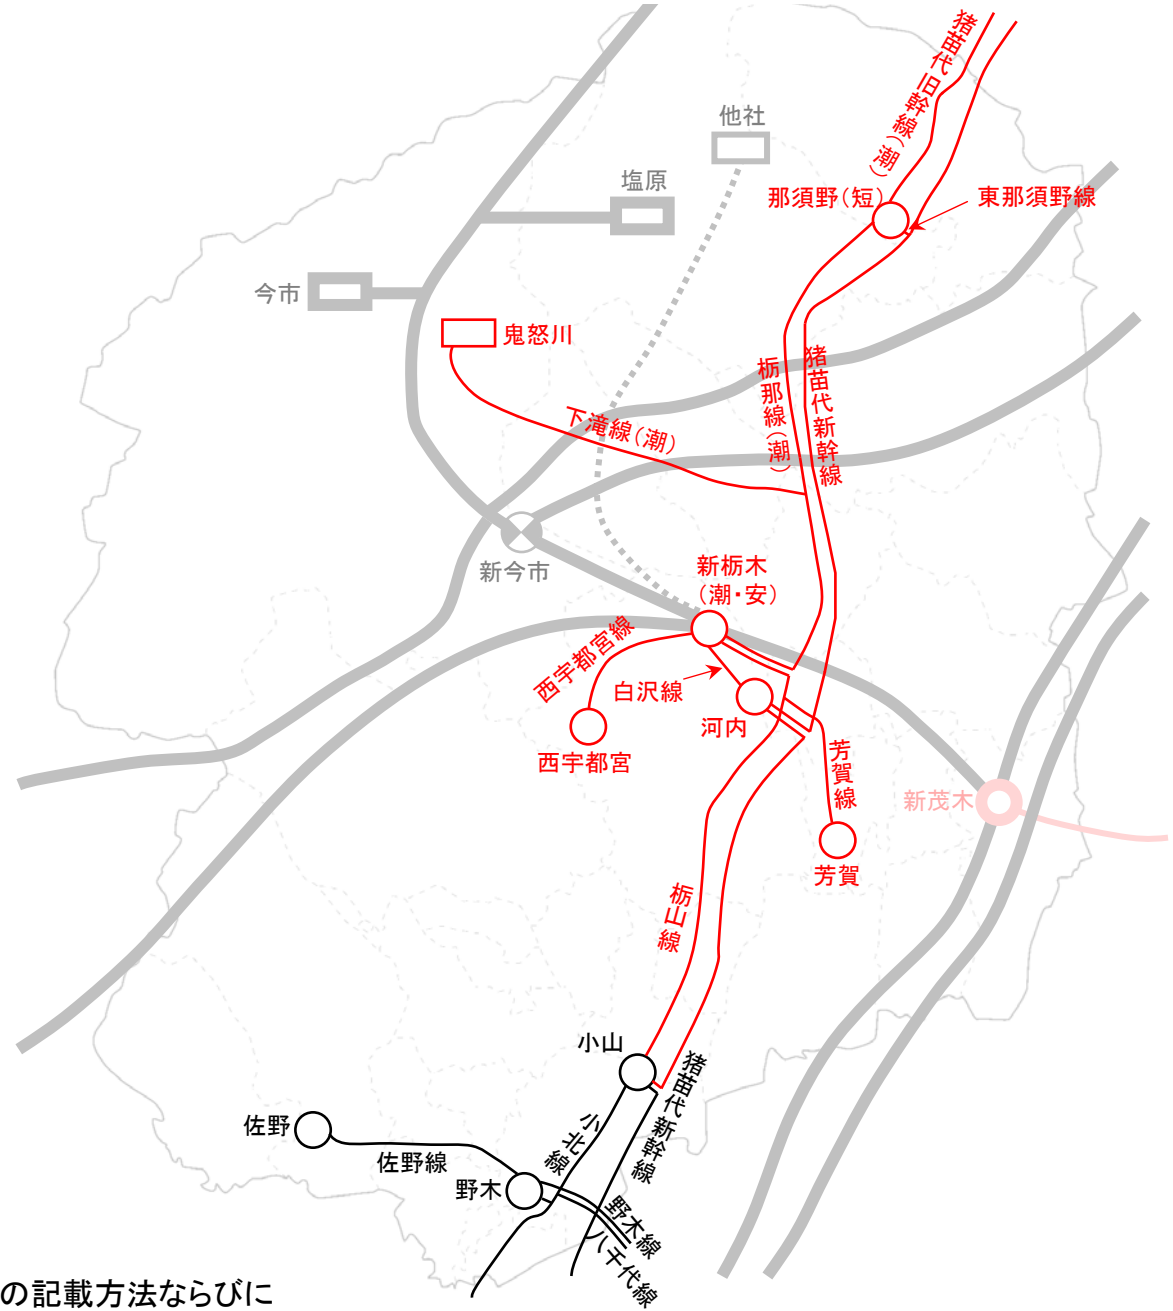 猪苗代旧幹線(潮)
他社
塩原
那須野(短)
東那須野線
今市
鬼怒川
猪苗代新幹線
栃那線(潮)
下滝線(潮)
新今市
新栃木
(潮・安)
西宇都宮線
白沢線
河内
西宇都宮
芳賀線
新茂木
芳賀
栃山線
小山
猪苗代新幹線
小北線
佐野
佐野線
野木
野木線
八千代線
の記載方法ならびに